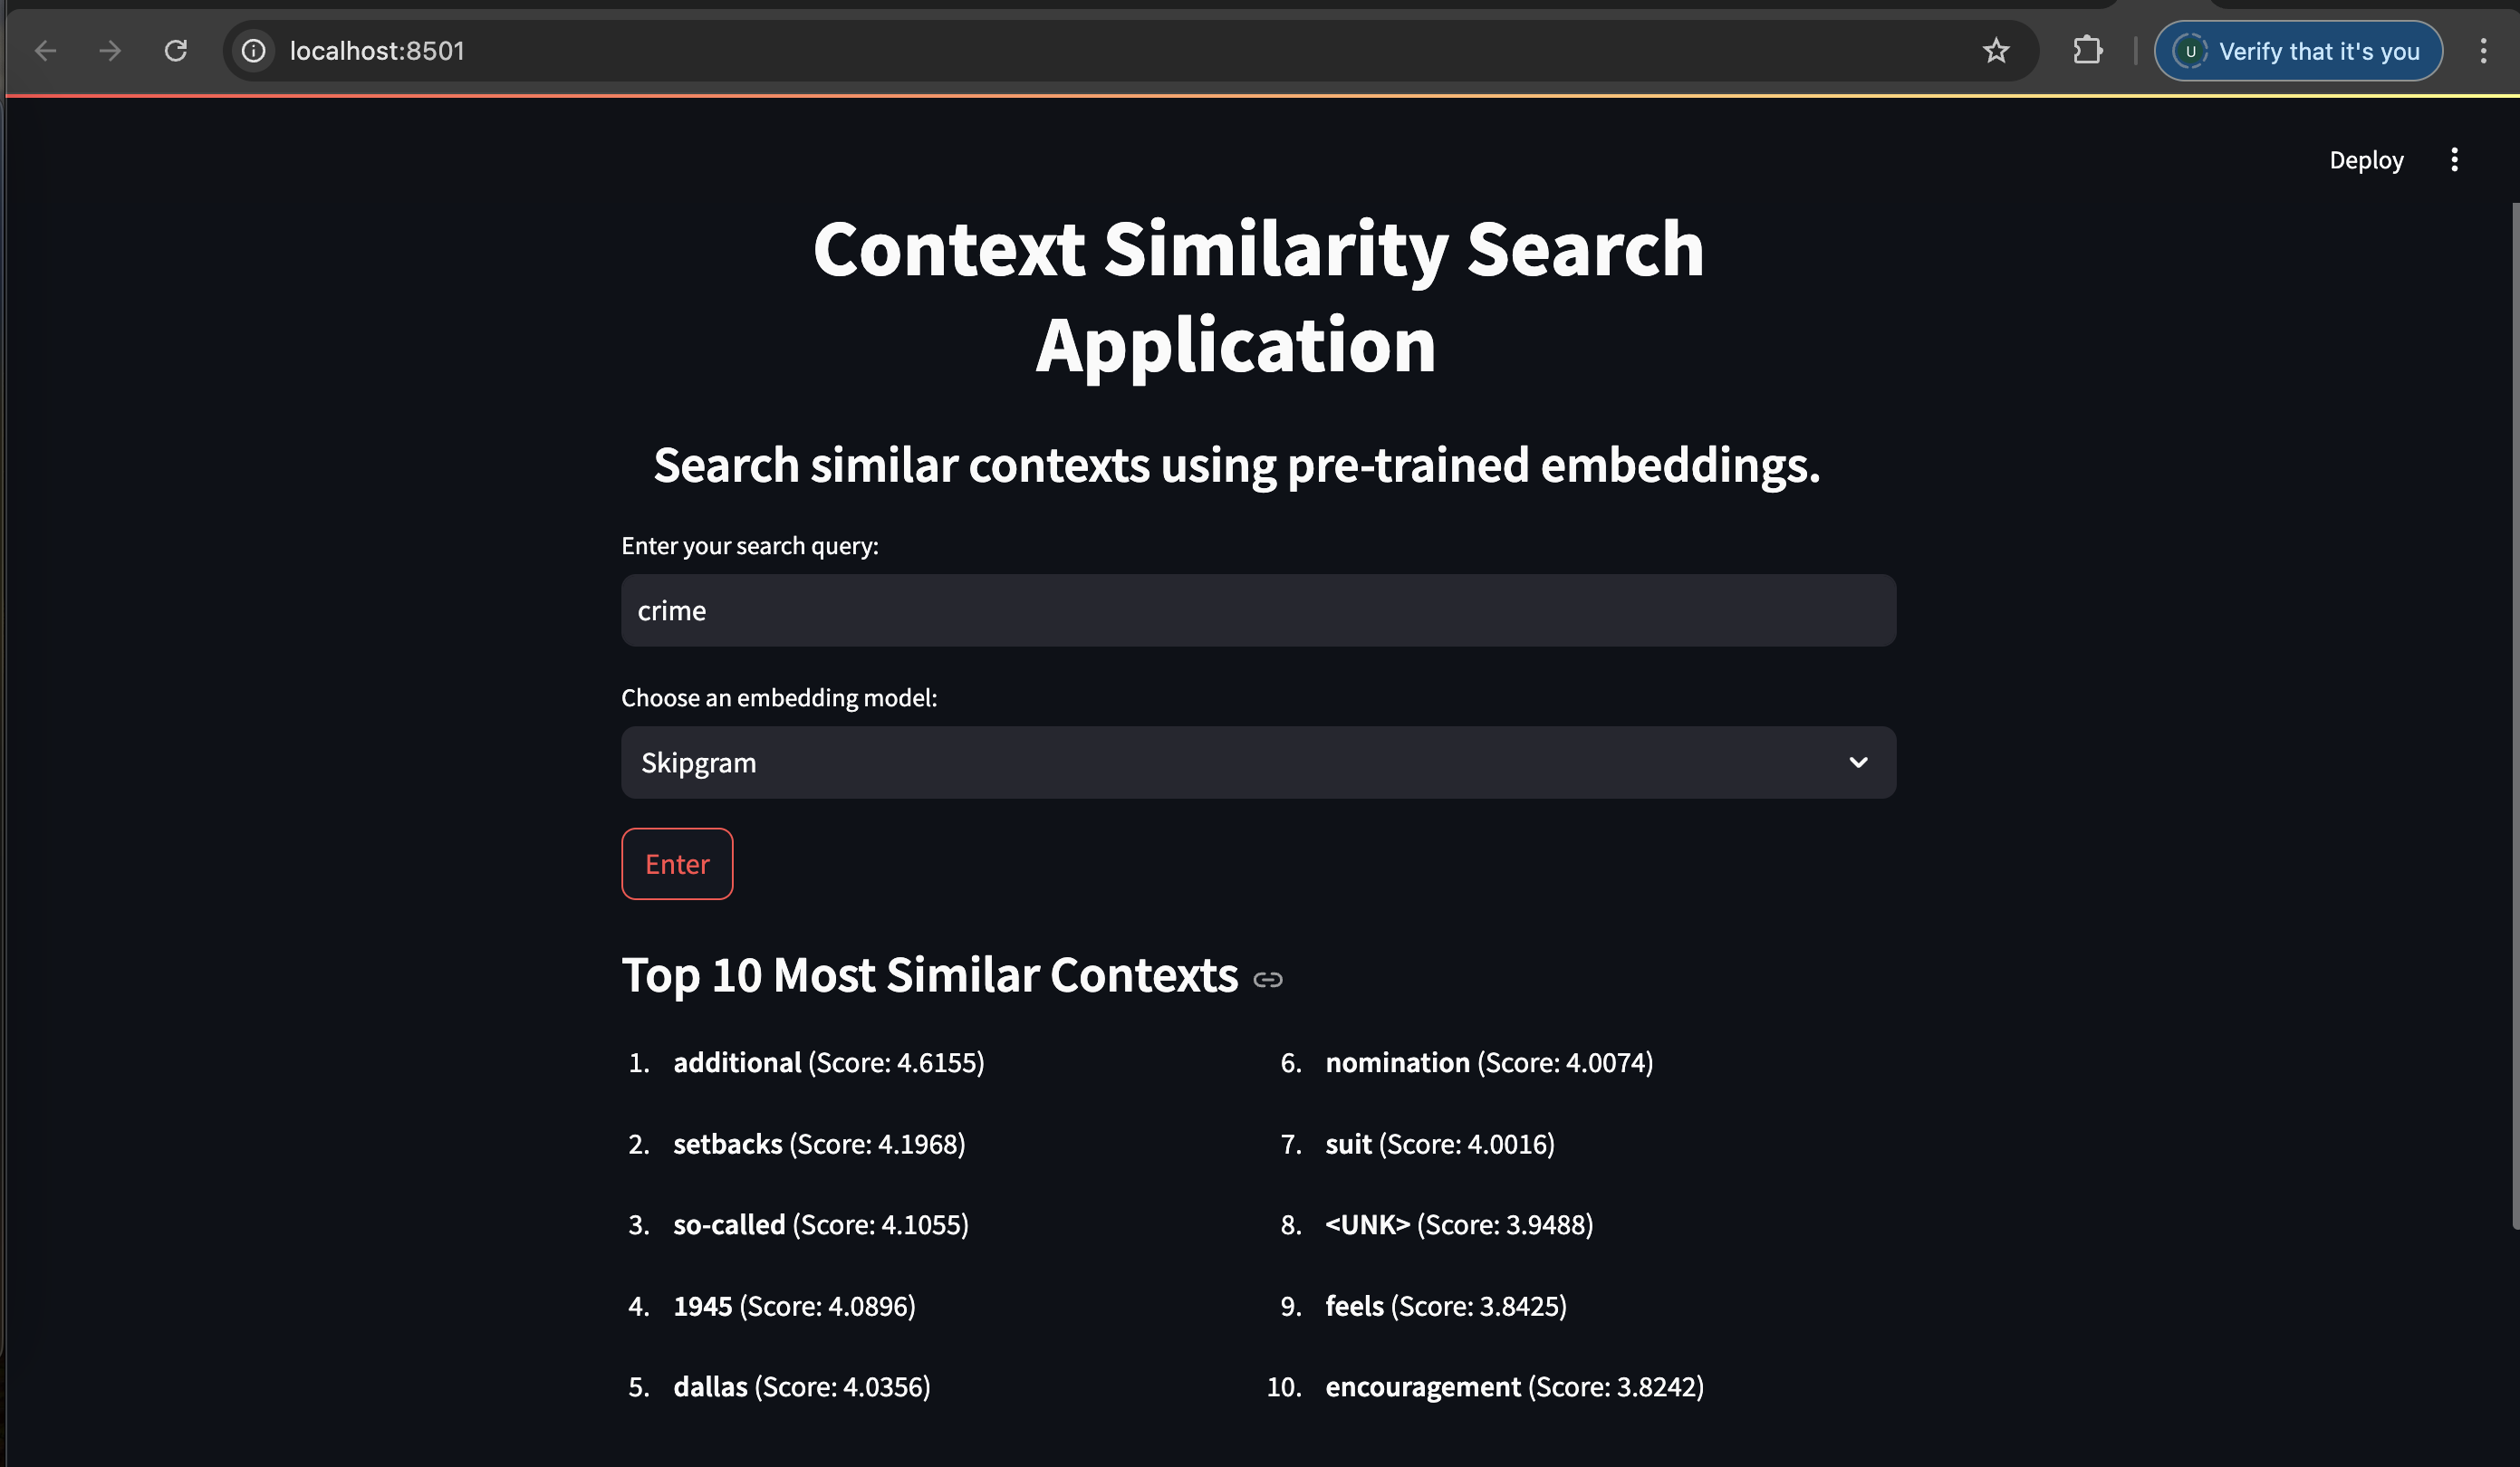 localhost:8501
U Verify that it's you
Deploy
Context Similarity Search
Application
Search similar contexts using pre-trained embeddings.
Enter your search query:
crime
Choose an embedding model:
Skipgram
Enter
Top 10 Most Similar Contexts
1. additional (Score: 4.6155)
2. setbacks (Score: 4.1968)
3. so-called (Score: 4.1055)
4. 1945 (Score: 4.0896)
5. dallas (Score: 4.0356)
6. nomination (Score: 4.0074)
7. suit (Score: 4.0016)
8. <UNK> (Score: 3.9488)
9. feels (Score: 3.8425)
10. encouragement (Score: 3.8242)